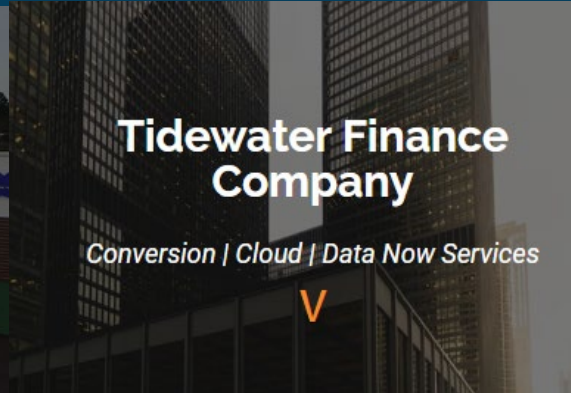 Tidewater Finance
Company
Conversion | Cloud | Data Now Services
V